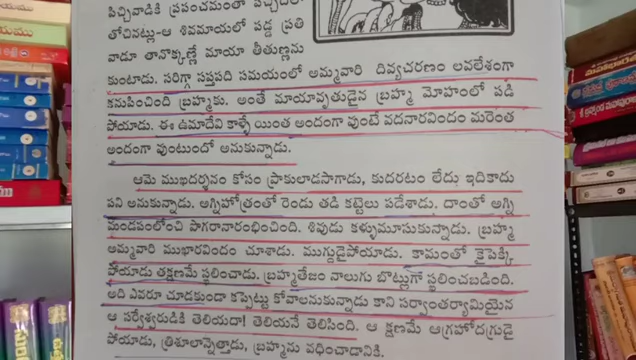 పిచ్చివాడికి ప్రపంచమంతా
తోచినట్లు-ఆ శివమాయలో పడ్డ ప్రతి
వాడూ తానొక్కణ్ణే మాయా తీతుణ్ణను
కుంటాడు. సరిగ్గా సప్తపది సమయంలో అమ్మవారి దివ్యచరణం లవలేశంగా
కనుపించింది బ్రహ్మకు. అంతే మాయావృతుడైన బ్రహ్మ మోహంలో పడి
పోయాడు. ఈ ఉమాదేవి కాళ్ళే యింత అందంగా వుంటే వదనారవిందం మరెంత
అందంగా వుంటుందో అనుకున్నాడు.
ఆమె ముఖదర్శనం కోసం ప్రాకులాడసాగాడు, కుదరటం లేదు ఇదికాదు
పని అనుకున్నాడు. అగ్నిహోత్రంతో రెండు తడి కట్టెలు పడేశాడు. దాంతో అగ్ని
మండపంలోంచి పొగరానారంభించింది. శివుడు కళ్ళుమూసుకున్నాడు. బ్రహ్మ
అమ్మవారి ముఖారవిందం చూశాడు. ముగ్ధుడైపోయాడు. కామంతో కైపెక్కి
పోయాడు తక్షణమే స్ఖలించాడు. బ్రహ్మతేజం నాలుగు బొట్లుగా స్ఖలించబడింది.
అది ఎవరూ చూడకుండా కప్పెట్టు కోవాలనుకున్నాడు కాని సర్వాంతర్యామియైన
ఆ సర్వేశ్వరుడికి తెలియదా! తెలియనే తెలిసింది. ఆ క్షణమే ఆగ్రహోదగ్రుడై
పోయాడు, త్రిశూలాన్నెత్తాడు, బ్రహ్మను వధించాడానికి.